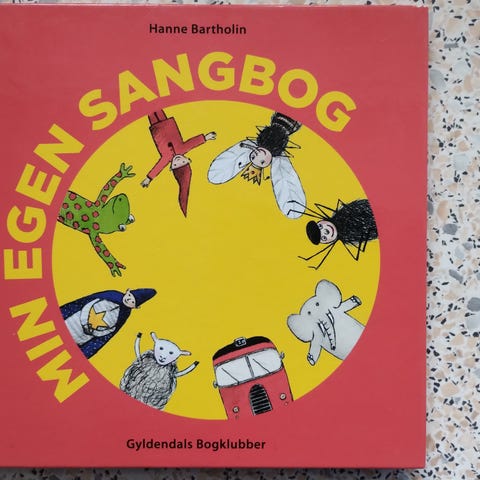 Hanne Bartholin
MIN EGEN SANGBOG
Gyldendals Bogklubber